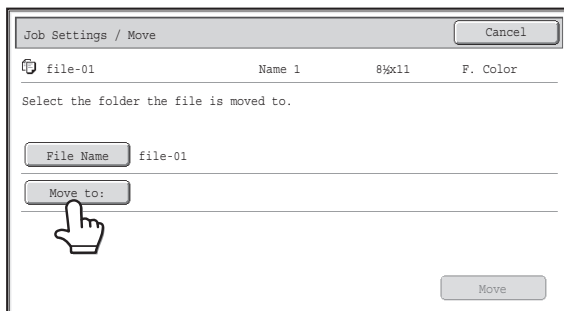 Job Settings / Move Cancel
file-01 Name 1 8½x11 F. Color
Select the folder the file is moved to.
File Name file-01
Move to:
Move